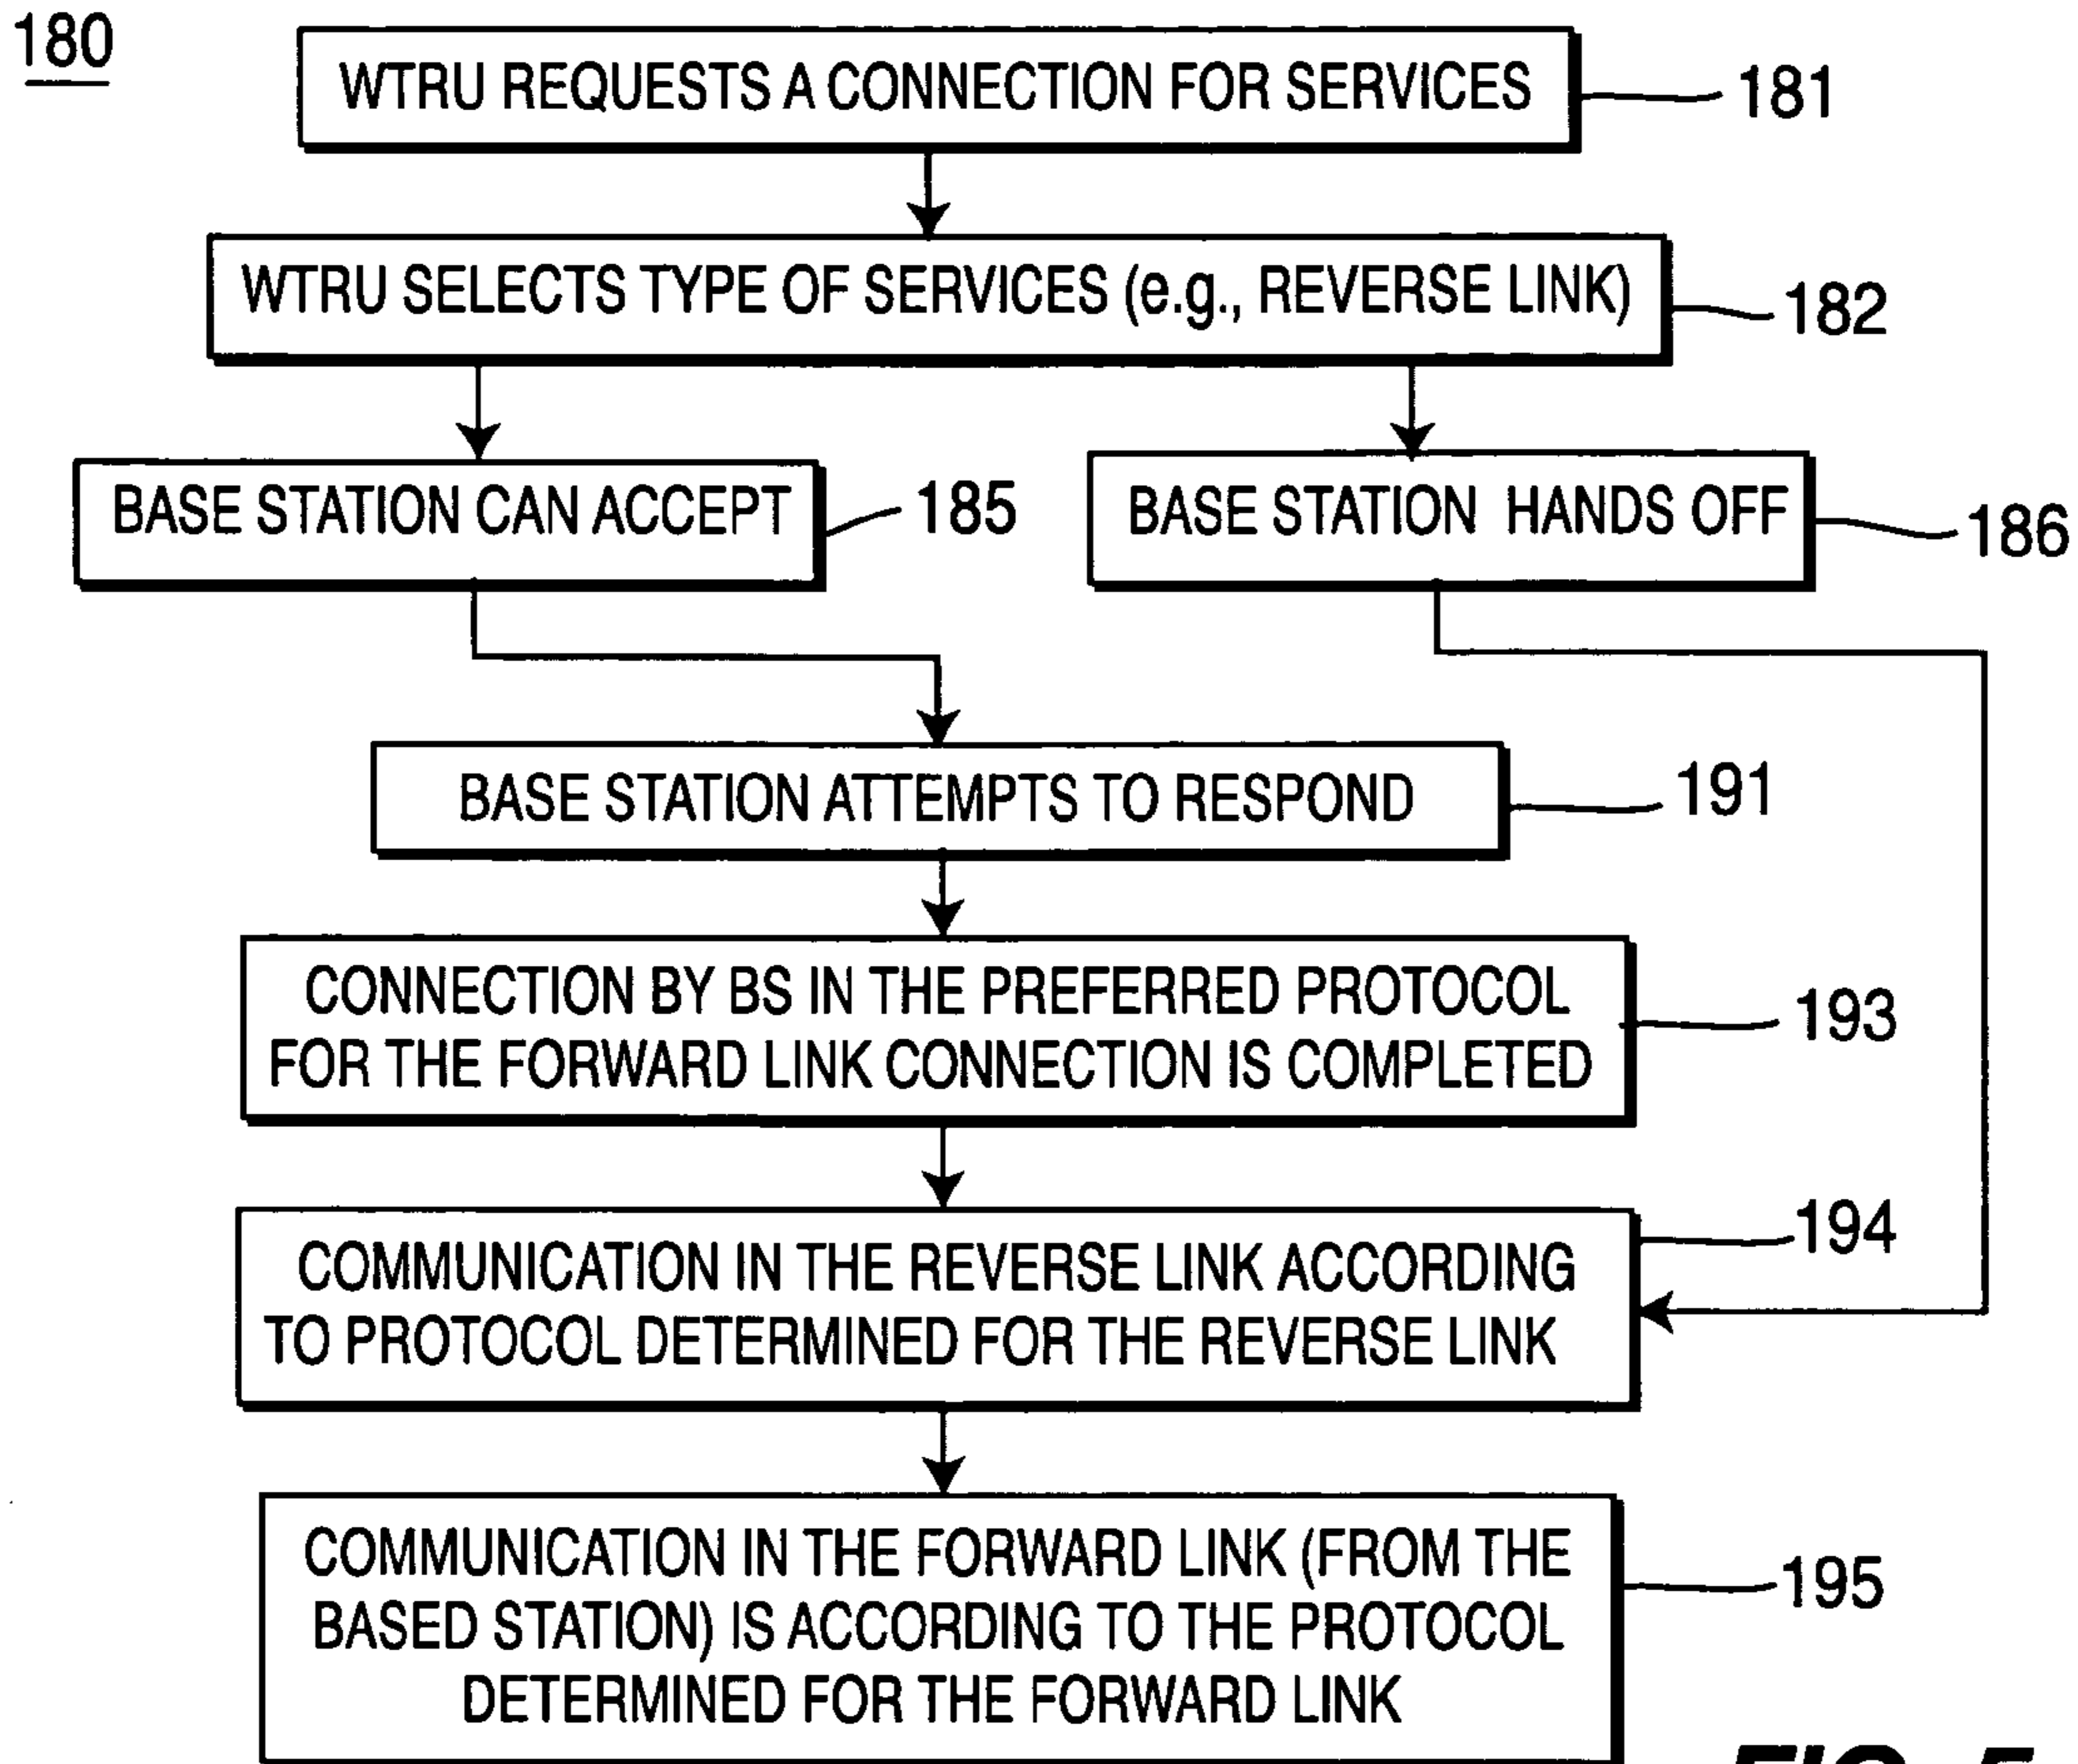 180
WTRU REQUESTS A CONNECTION FOR SERVICES
181
WTRU SELECTS TYPE OF SERVICES (e.g., REVERSE LINK)
182
BASE STATION CAN ACCEPT
185
BASE STATION HANDS OFF
186
BASE STATION ATTEMPTS TO RESPOND
191
CONNECTION BY BS IN THE PREFERRED PROTOCOL
FOR THE FORWARD LINK CONNECTION IS COMPLETED
193
COMMUNICATION IN THE REVERSE LINK ACCORDING
TO PROTOCOL DETERMINED FOR THE REVERSE LINK
194
COMMUNICATION IN THE FORWARD LINK (FROM THE
BASED STATION) IS ACCORDING TO THE PROTOCOL
DETERMINED FOR THE FORWARD LINK
195